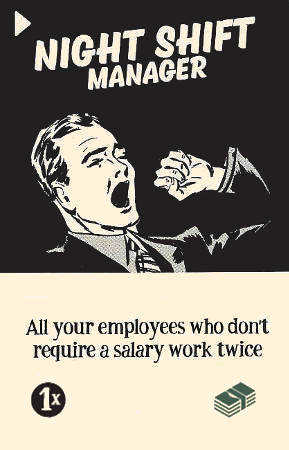 NIGHT SHIFT
MANAGER
All your employees who don't
require a salary work twice
1x